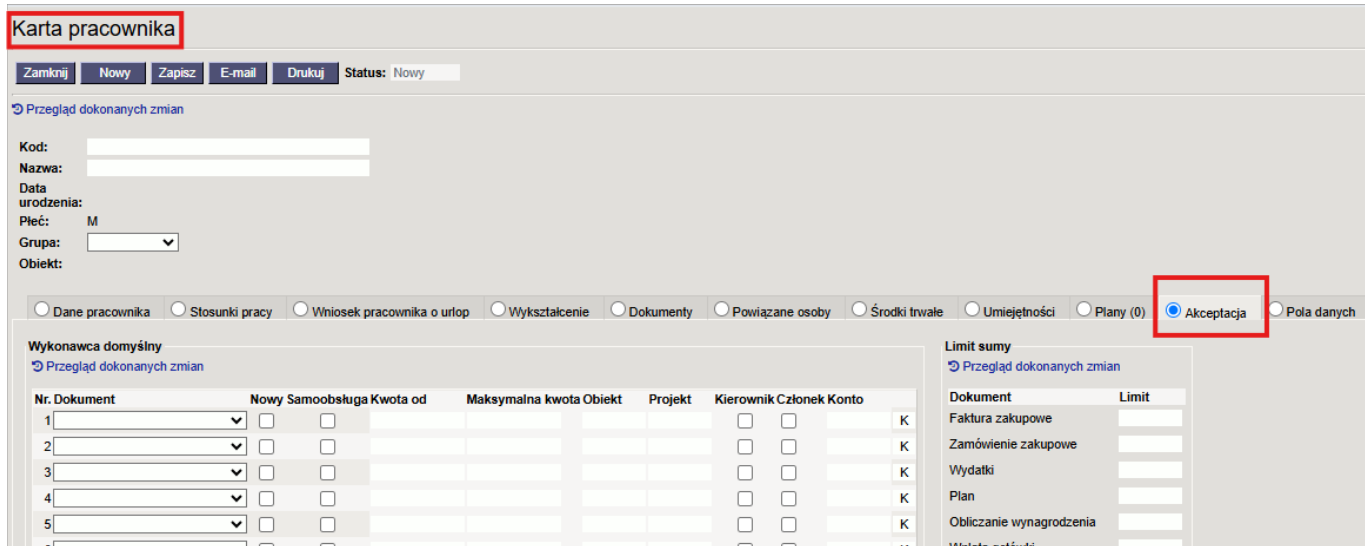 Karta pracownika
Zamknij Nowy Zapisz E-mail Drukuj Status: Nowy
Przegląd dokonanych zmian
Kod:
Nazwa:
Data
urodzenia:
Płeć: M
Grupa:
Obiekt:
Dane pracownika Stosunki pracy Wniosek pracownika o urlop Wykształcenie Dokumenty Powiązane osoby Środki trwałe Umiejętności Plany (0) Akceptacja Pola danych
Wykonawca domyślny
Przegląd dokonanych zmian
Nr. Dokument Nowy Samoobsługa Kwota od Maksymalna kwota Obiekt Projekt Kierownik Członek Konto
1 K
2 K
3 K
4 K
5 K
Limit sumy
Przegląd dokonanych zmian
Dokument Limit
Faktura zakupowe
Zamówienie zakupowe
Wydatki
Plan
Obliczanie wynagrodzenia